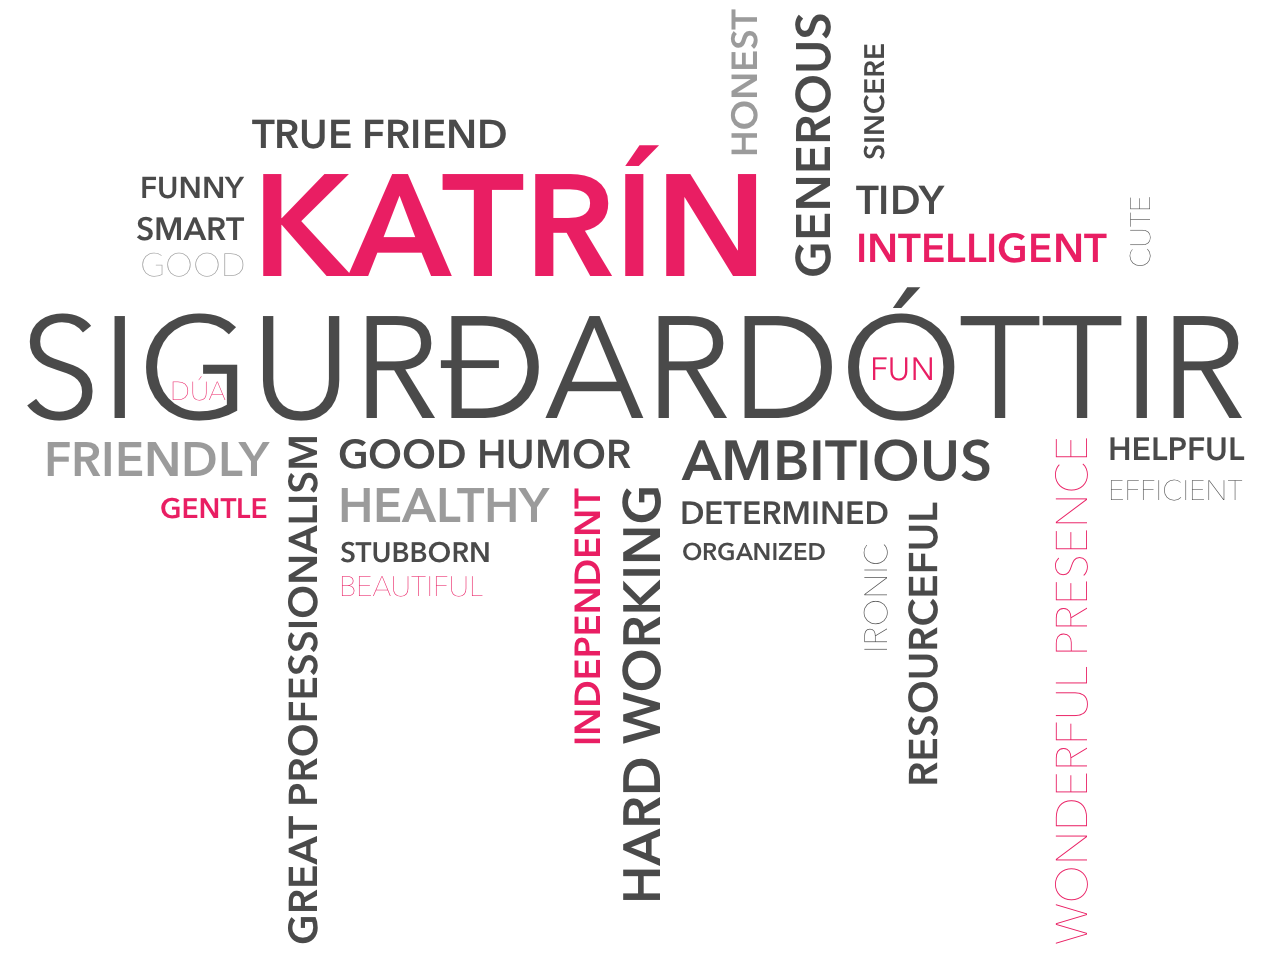 HONEST
GENEROUS
SINCERE
TRUE FRIEND
FUNNY
SMART
GOOD
KATRÍN
TIDY
INTELLIGENT
CUTE
SIGURÐARDÓTTIR
DÚA
FUN
FRIENDLY
GENTLE
GREAT PROFESSIONALISM
GOOD HUMOR
HEALTHY
STUBBORN
BEAUTIFUL
INDEPENDENT
HARD WORKING
AMBITIOUS
DETERMINED
ORGANIZED
IRONIC
RESOURCEFUL
WONDERFUL PRESENCE
HELPFUL
EFFICIENT